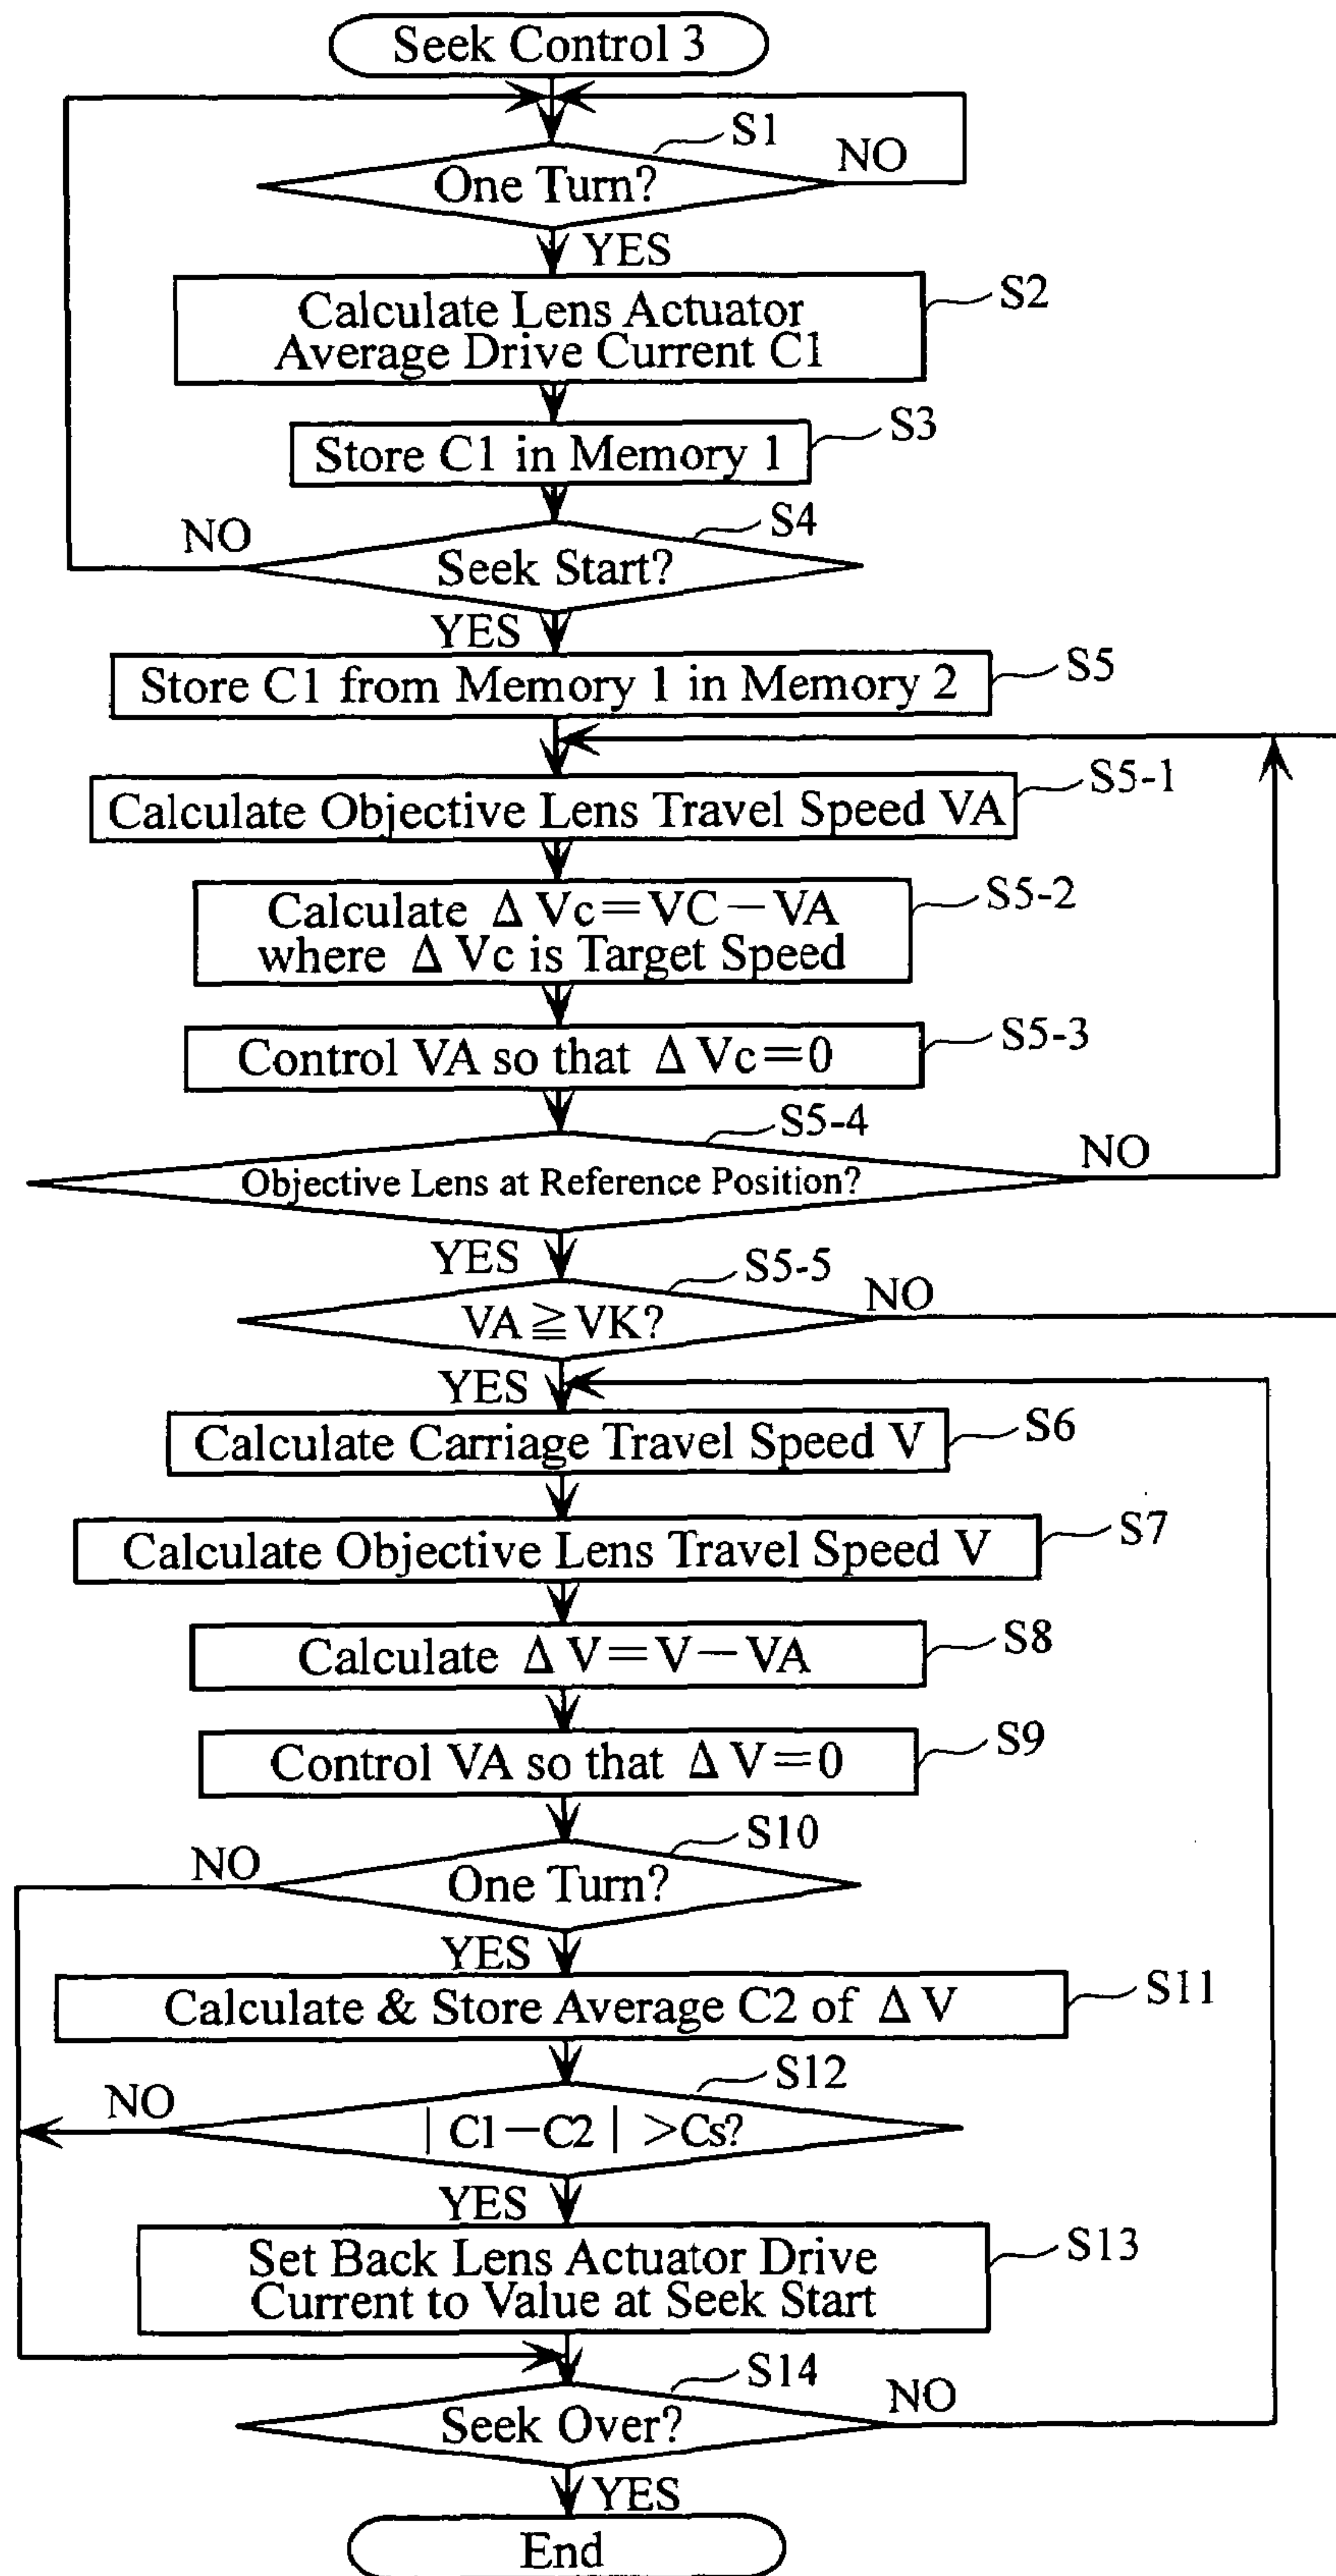 Seek Control 3
S1
NO
One Turn?
YES
S2
Calculate Lens Actuator
Average Drive Current C1
S3
Store C1 in Memory 1
S4
NO
Seek Start?
YES
S5
Store C1 from Memory 1 in Memory 2
S5-1
Calculate Objective Lens Travel Speed VA
S5-2
Calculate Δ Vc=VC−VA
where Δ Vc is Target Speed
S5-3
Control VA so that Δ Vc=0
S5-4
NO
Objective Lens at Reference Position?
YES
S5-5
NO
VA≧VK?
YES
S6
Calculate Carriage Travel Speed V
S7
Calculate Objective Lens Travel Speed V
S8
Calculate Δ V=V−VA
S9
Control VA so that Δ V=0
S10
NO
One Turn?
YES
S11
Calculate & Store Average C2 of Δ V
S12
NO
| C1−C2 | >Cs?
YES
S13
Set Back Lens Actuator Drive
Current to Value at Seek Start
S14
NO
Seek Over?
YES
End